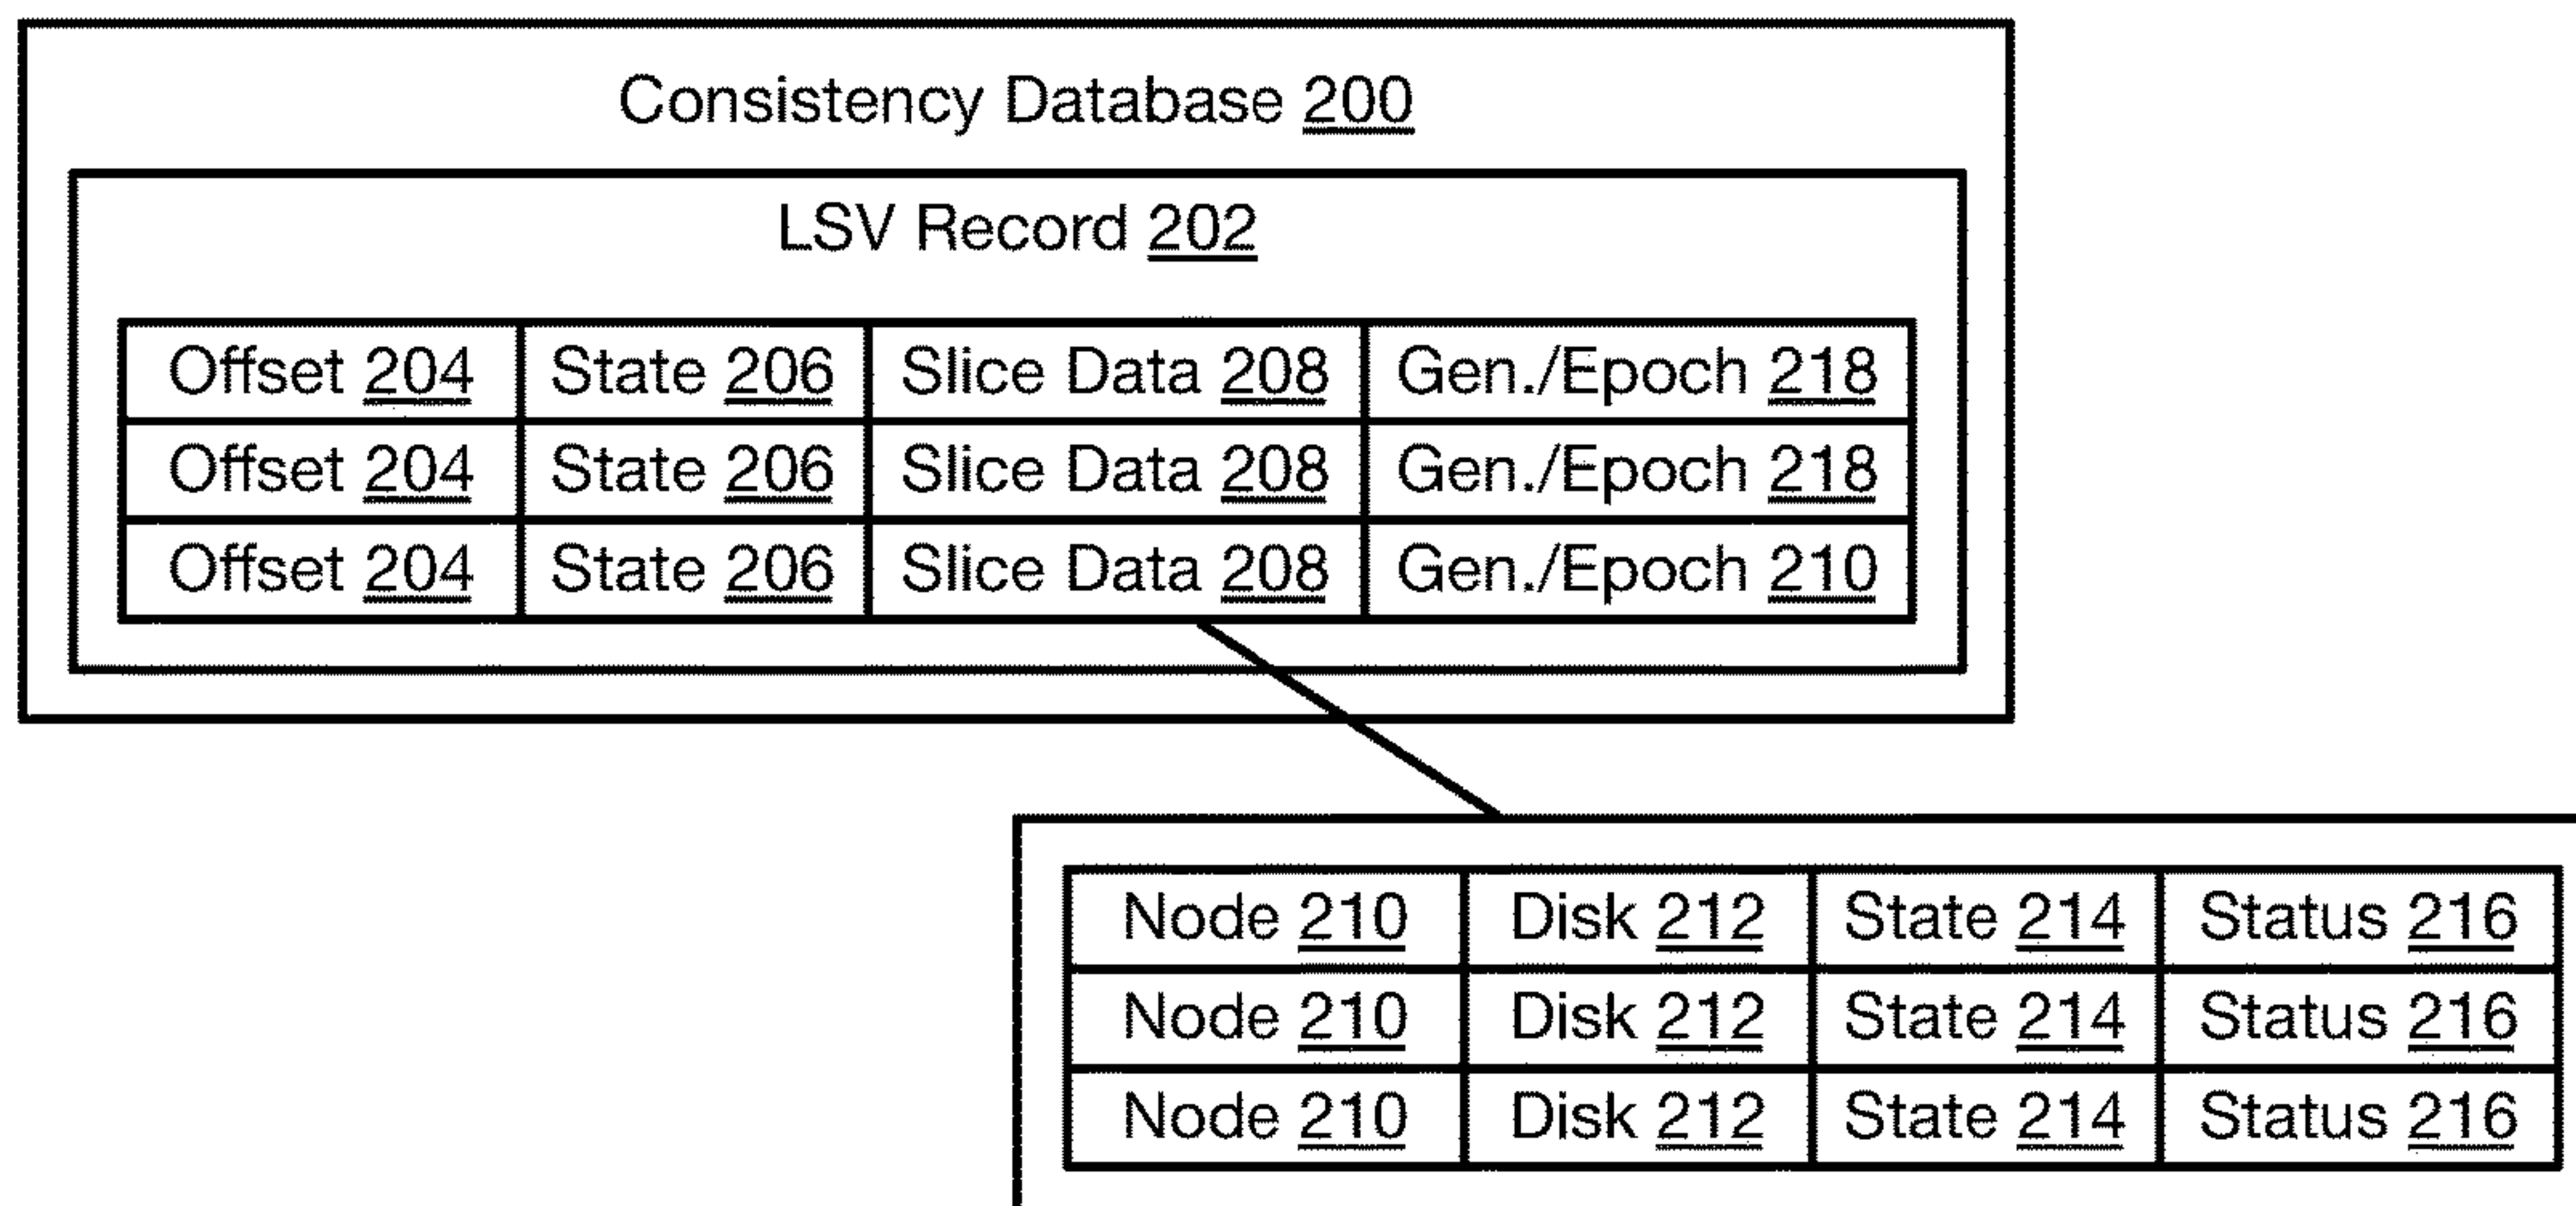 Consistency Database 200
LSV Record 202
Offset 204 State 206 Slice Data 208 Gen./Epoch 218
Offset 204 State 206 Slice Data 208 Gen./Epoch 218
Offset 204 State 206 Slice Data 208 Gen./Epoch 210
Node 210 Disk 212 State 214 Status 216
Node 210 Disk 212 State 214 Status 216
Node 210 Disk 212 State 214 Status 216